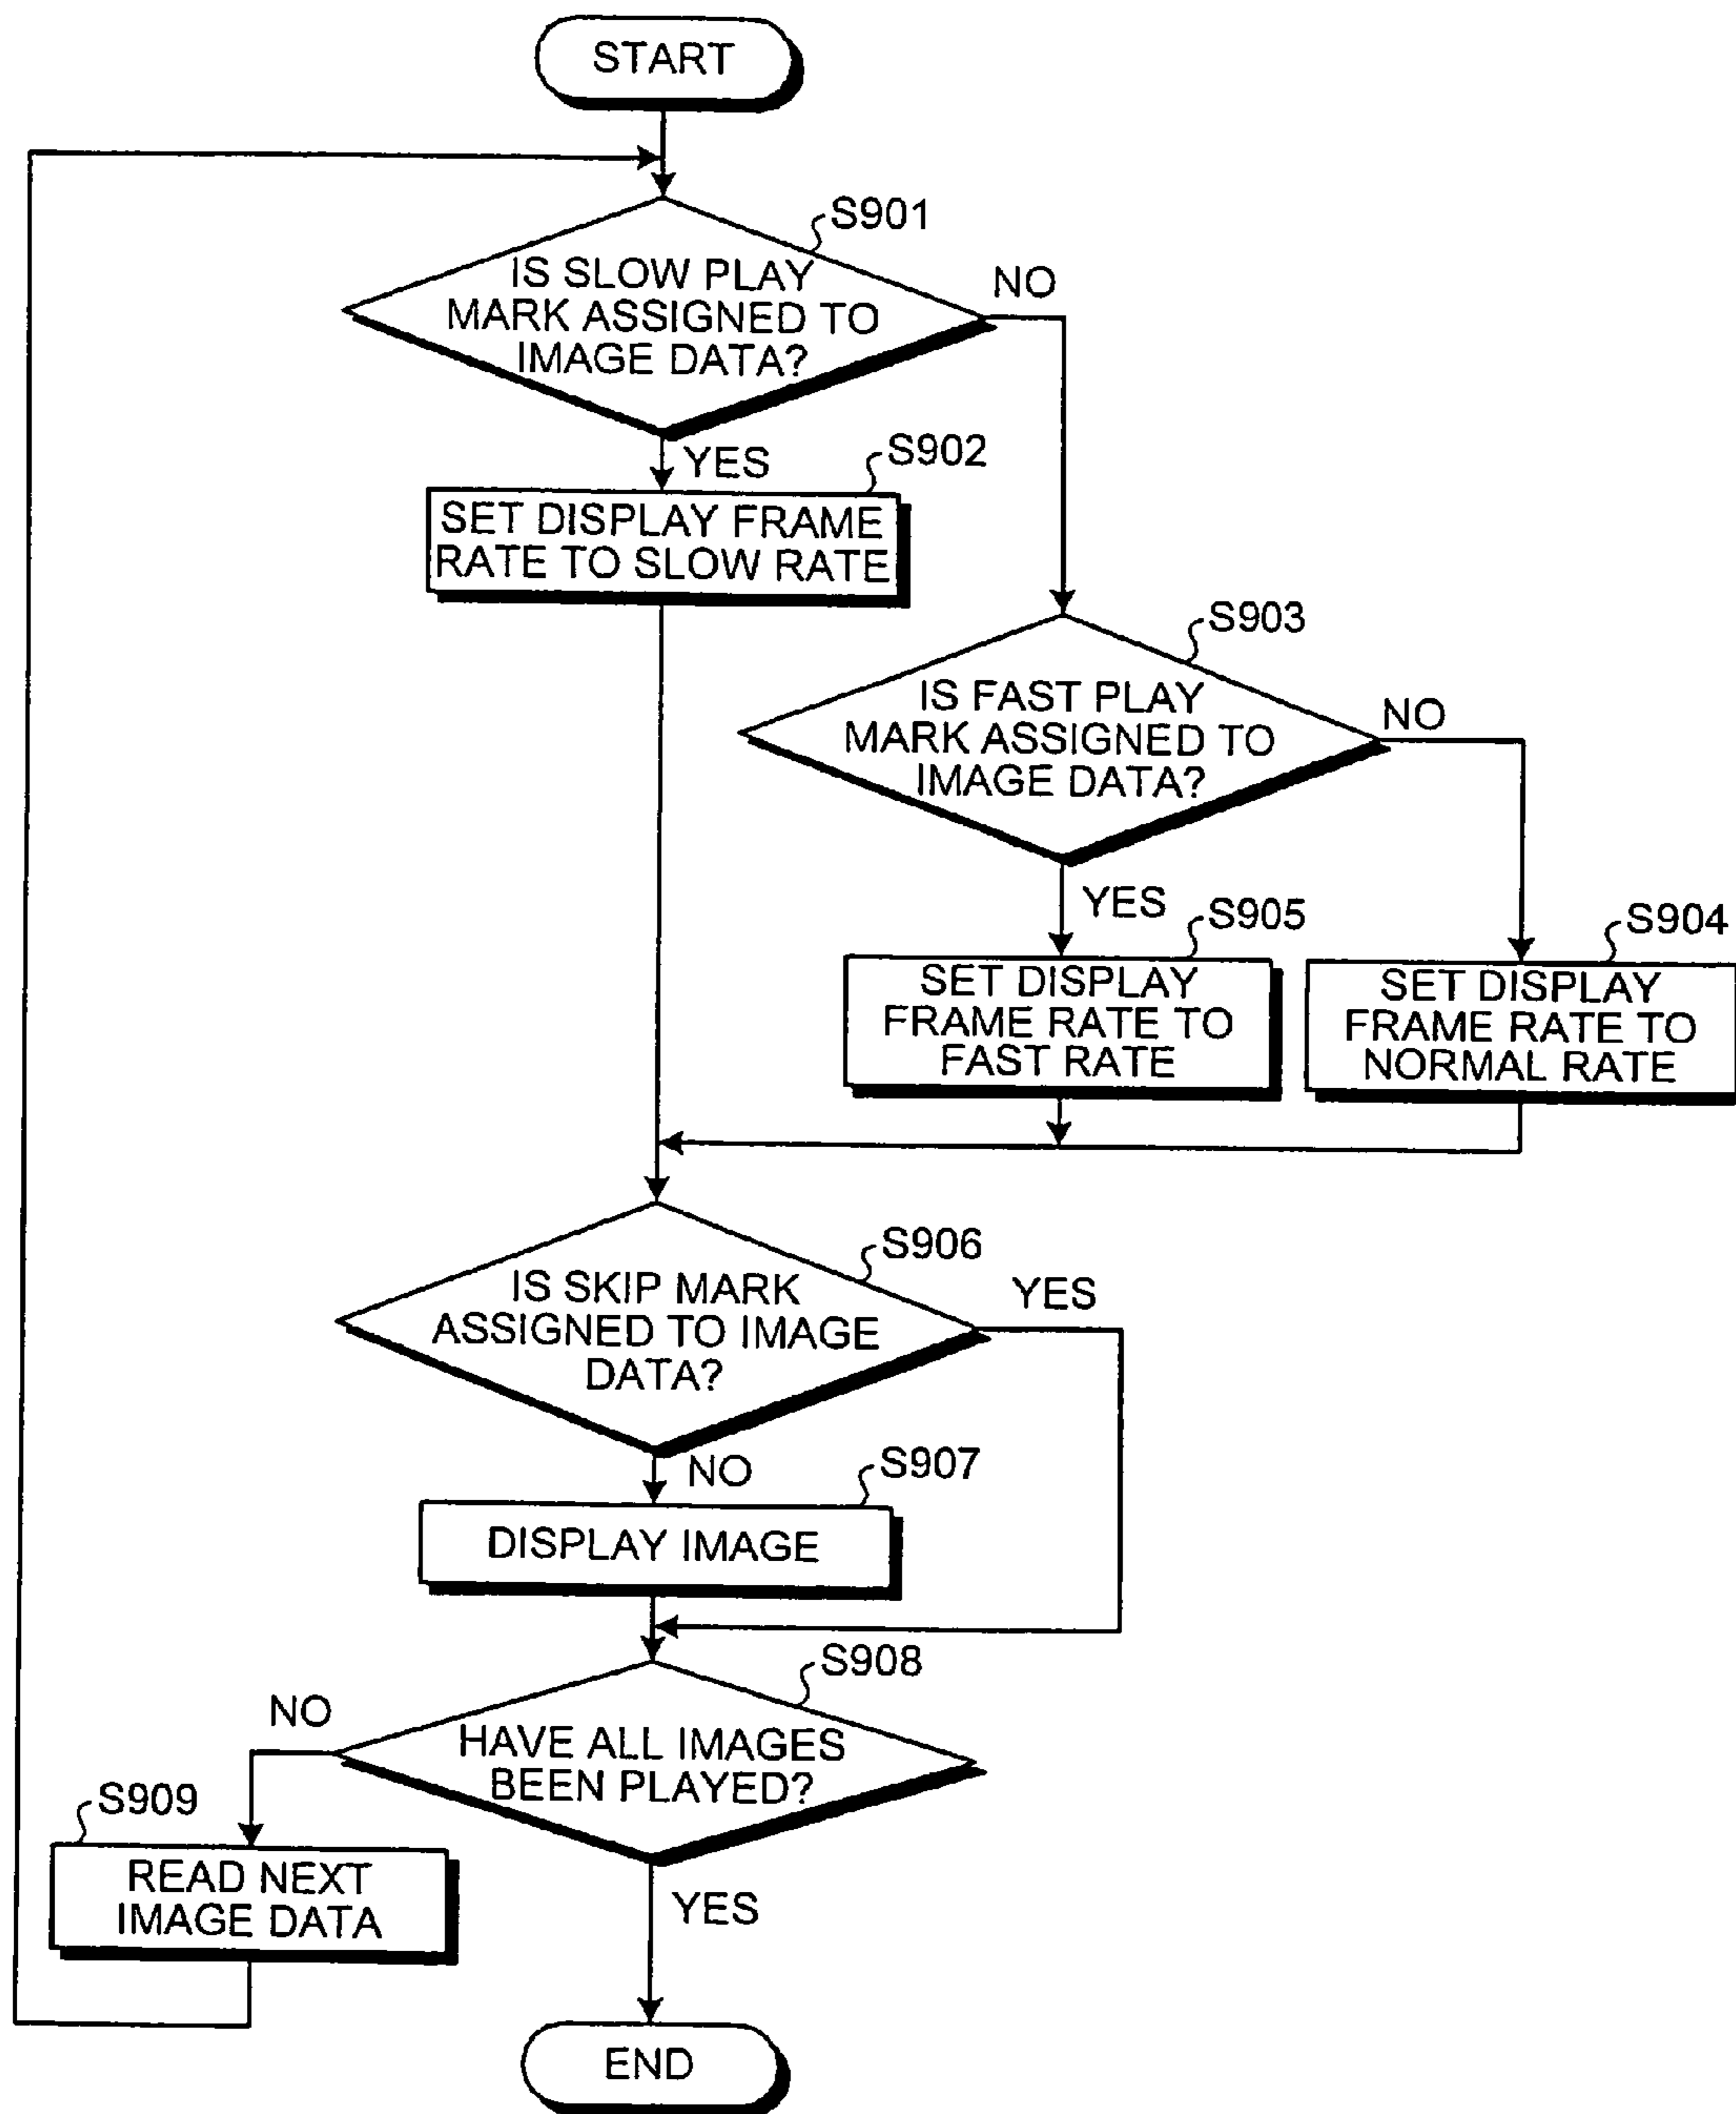 START
S901
IS SLOW PLAY
MARK ASSIGNED TO
IMAGE DATA?
NO
YES
S902
SET DISPLAY FRAME
RATE TO SLOW RATE
S903
IS FAST PLAY
MARK ASSIGNED TO
IMAGE DATA?
NO
YES
S905
SET DISPLAY
FRAME RATE TO
FAST RATE
S904
SET DISPLAY
FRAME RATE TO
NORMAL RATE
S906
IS SKIP MARK
ASSIGNED TO IMAGE
DATA?
YES
NO
S907
DISPLAY IMAGE
S908
HAVE ALL IMAGES
BEEN PLAYED?
NO
S909
READ NEXT
IMAGE DATA
YES
END